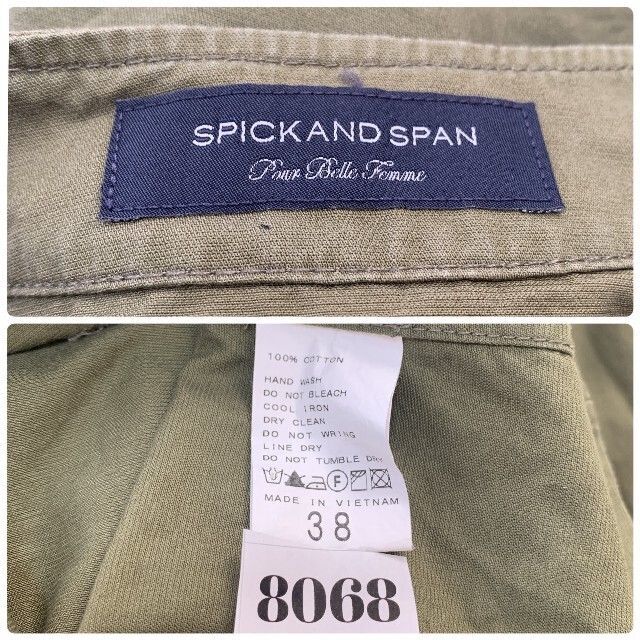 SPICK AND SPAN
Pour Belle Femme
100% COTTON
HAND WASH
DO NOT BLEACH
COOL IRON
DRY CLEAN
DO NOT WRING
LINE DRY
DO NOT TUMBLE DRY
F
MADE IN VIETNAM
38
8068